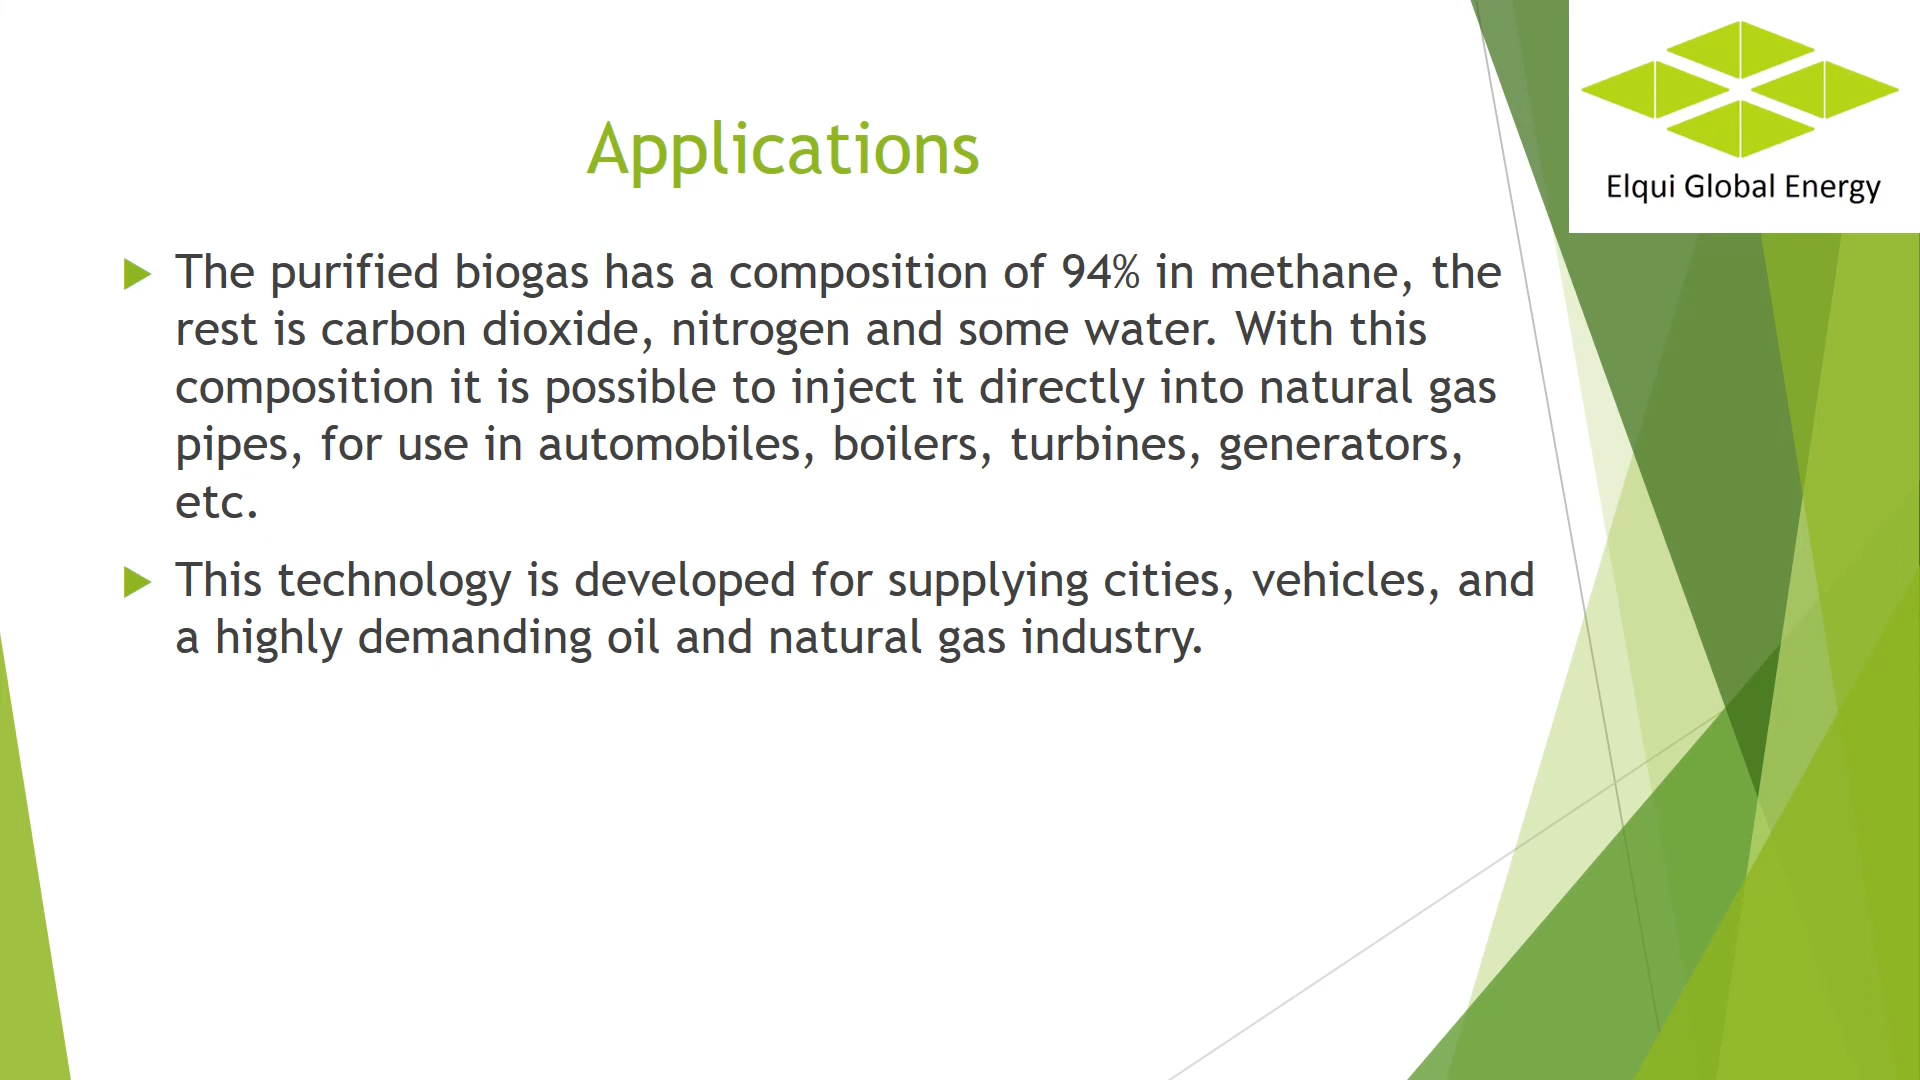 Elqui Global Energy
Applications
The purified biogas has a composition of 94% in methane, the
rest is carbon dioxide, nitrogen and some water. With this
composition it is possible to inject it directly into natural gas
pipes, for use in automobiles, boilers, turbines, generators,
etc.
This technology is developed for supplying cities, vehicles, and
a highly demanding oil and natural gas industry.